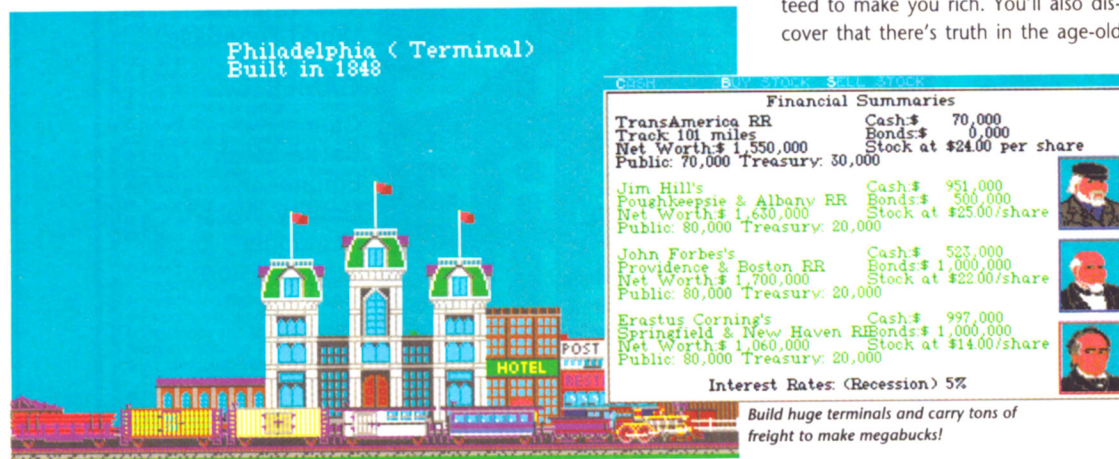 teed to make you rich. You'll also dis-
cover that there's truth in the age-old
Philadelphia ( Terminal)
Built in 1848
POST
HOTEL
REST
CASH BUY STOCK SELL STOCK
Financial Summaries
TransAmerica RR Cash:$ 70,000
Track 101 miles Bonds:$ 0,000
Net Worth:$ 1,550,000 Stock at $24.00 per share
Public: 70,000 Treasury: 30,000
Jim Hill's Cash:$ 951,000
Poughkeepsie & Albany RR Bonds:$ 500,000
Net Worth:$ 1,630,000 Stock at $25.00/share
Public: 80,000 Treasury: 20,000
John Forbes's Cash:$ 523,000
Providence & Boston RR Bonds:$ 1,000,000
Net Worth:$ 1,700,000 Stock at $22.00/share
Public: 80,000 Treasury: 20,000
Erastus Corning's Cash:$ 997,000
Springfield & New Haven RRBonds:$ 1,000,000
Net Worth:$ 1,060,000 Stock at $14.00/share
Public: 80,000 Treasury: 20,000
Interest Rates: (Recession) 5%
Build huge terminals and carry tons of
freight to make megabucks!